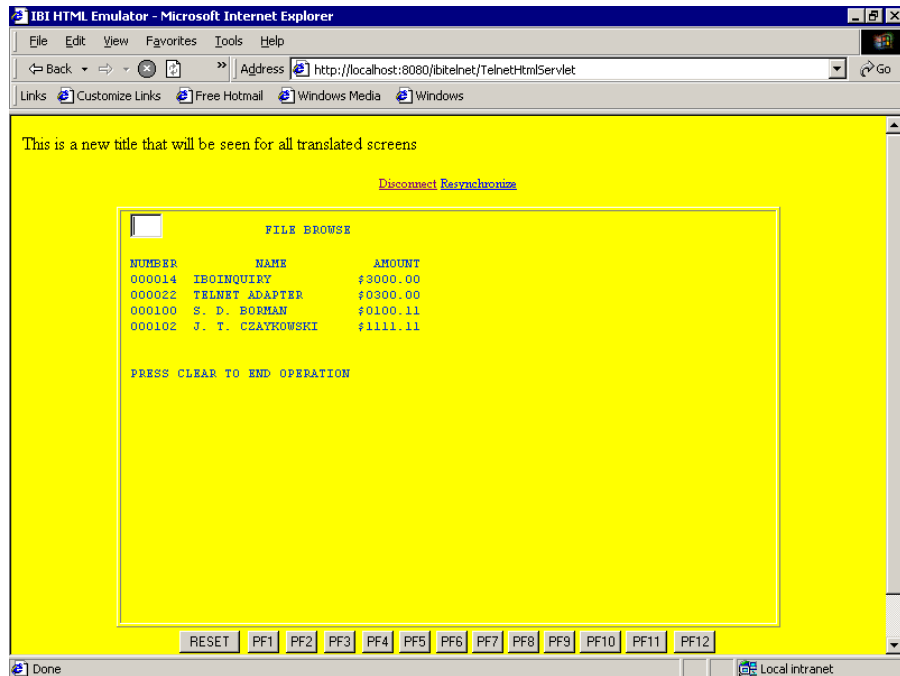 IBI HTML Emulator - Microsoft Internet Explorer
File Edit View Favorites Tools Help
Back » Address http://localhost:8080/ibitelnet/TelnetHtmlServlet Go
Links Customize Links Free Hotmail Windows Media Windows
This is a new title that will be seen for all translated screens
Disconnect Resynchronize
FILE BROWSE
NUMBER NAME AMOUNT
000014 IBOINQUIRY $3000.00
000022 TELNET ADAPTER $0300.00
000100 S. D. BORMAN $0100.11
000102 J. T. CZAYKOWSKI $1111.11
PRESS CLEAR TO END OPERATION
RESET PF1 PF2 PF3 PF4 PF5 PF6 PF7 PF8 PF9 PF10 PF11 PF12
Done Local intranet